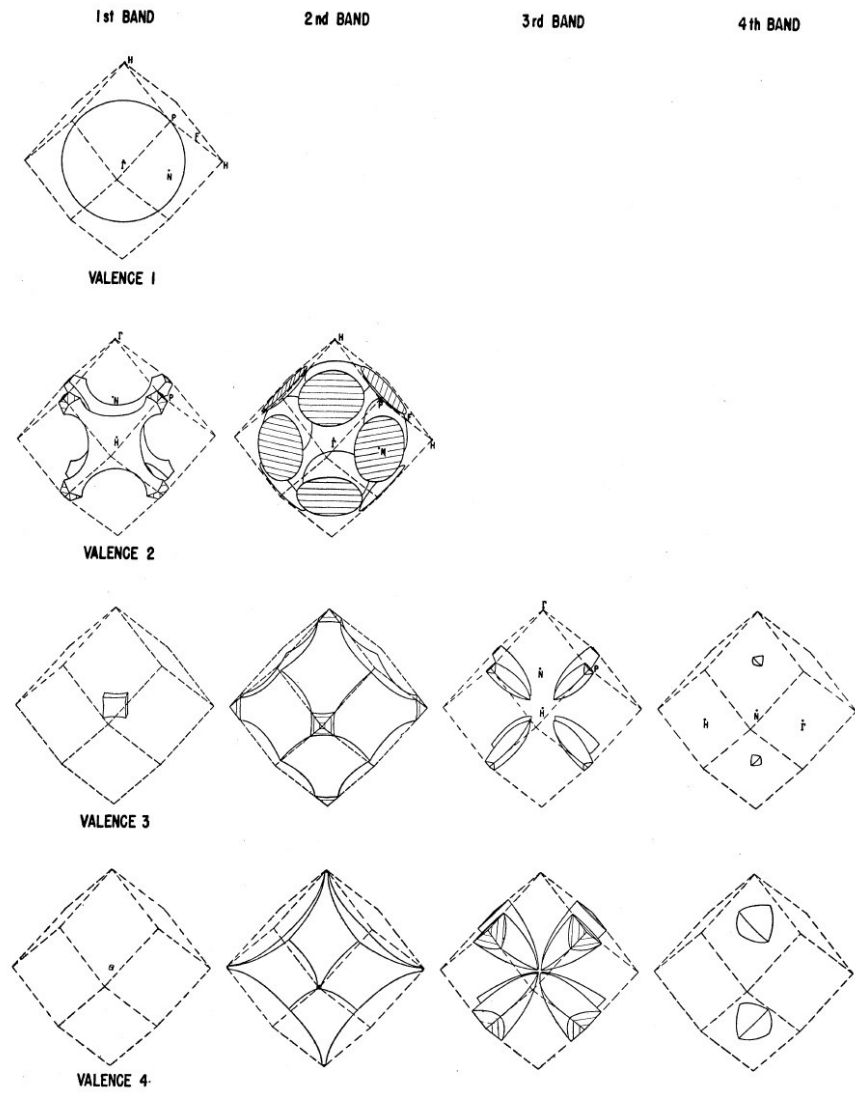 1st BAND 2nd BAND 3rd BAND 4th BAND
H
P
Γ
H
N
VALENCE 1
Γ
N
P
H
H
P
Γ
N
H
VALENCE 2
Γ
N
P
H
H
N
Γ
VALENCE 3
VALENCE 4